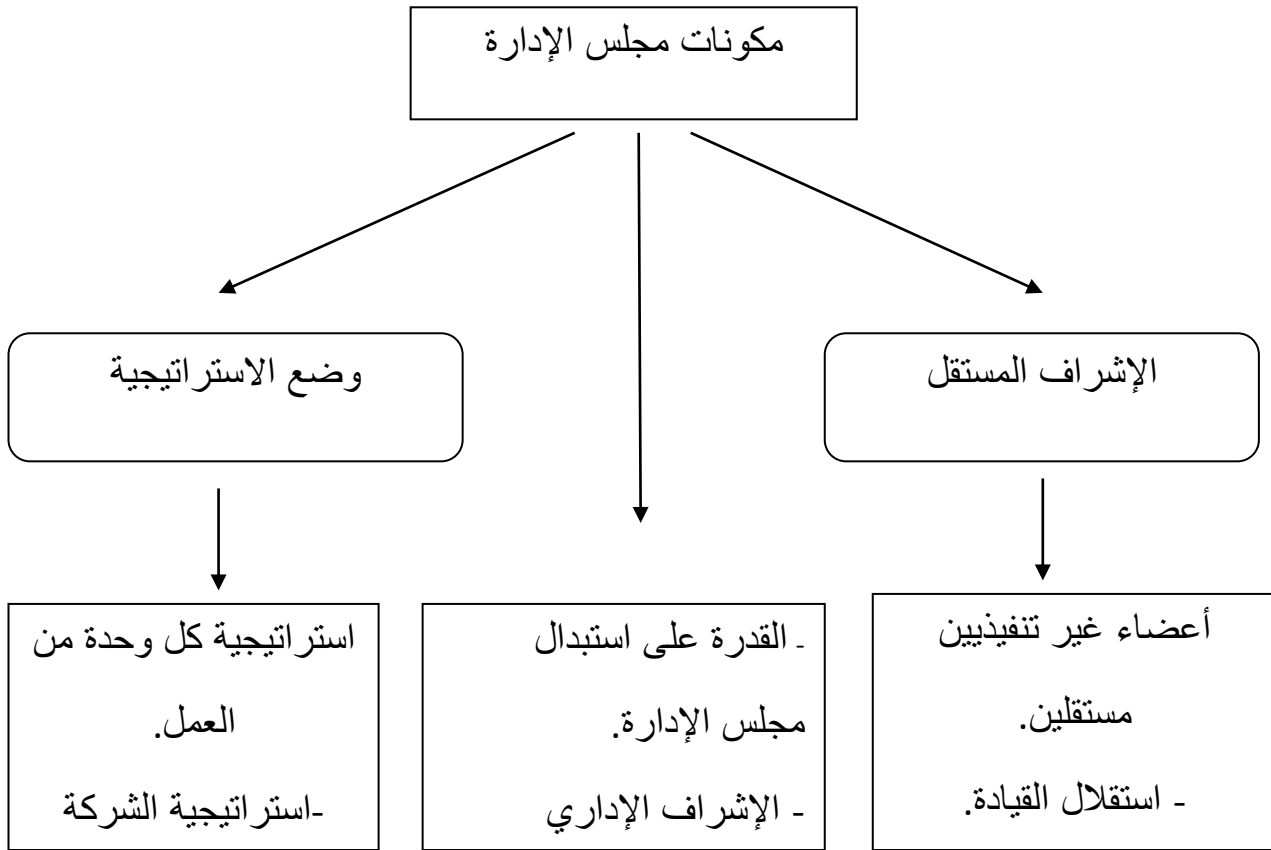 مكونات مجلس الإدارة
الإشراف المستقل
وضع الاستراتيجية
أعضاء غير تنفيذيين
مستقلين.
- استقلال القيادة.
- القدرة على استبدال
مجلس الإدارة.
- الإشراف الإداري
استراتيجية كل وحدة من
العمل.
-استراتيجية الشركة